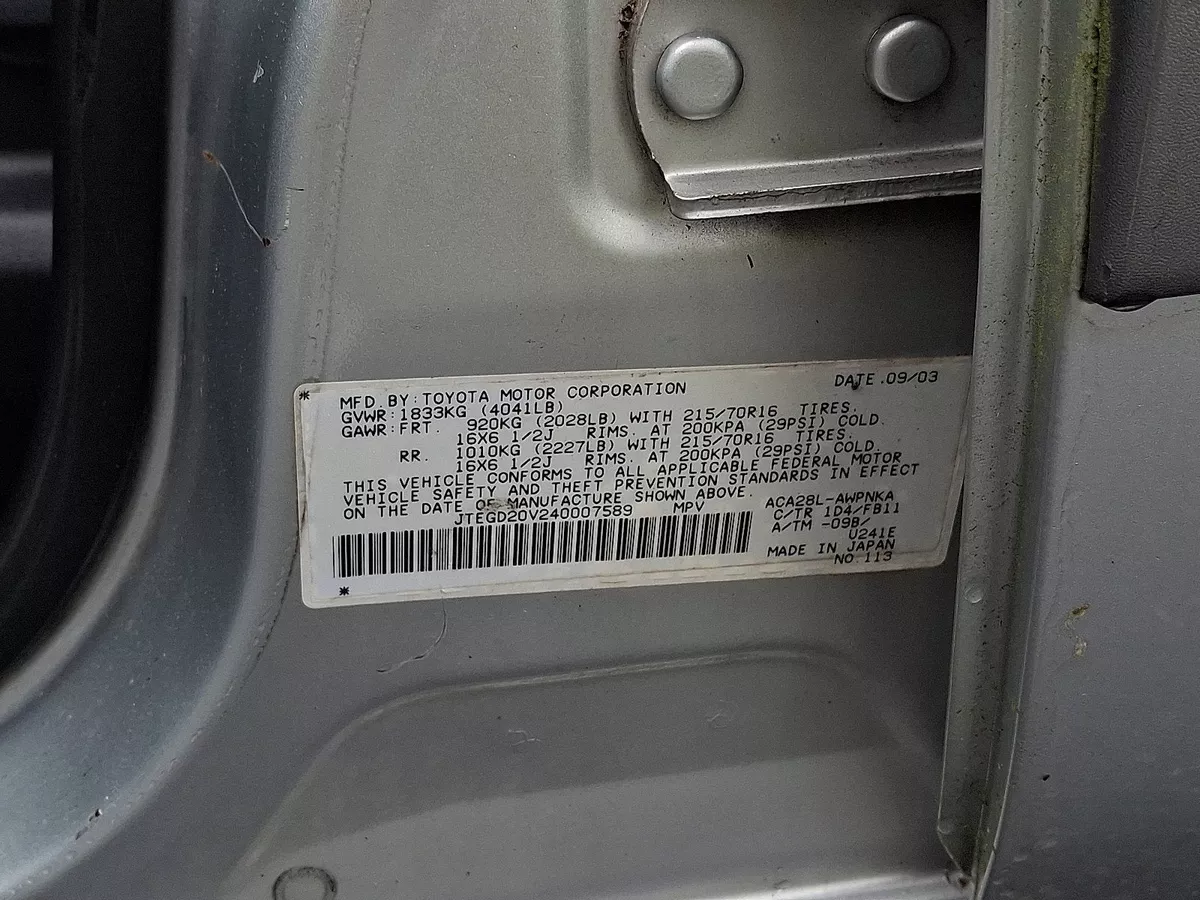 * MFD. BY: TOYOTA MOTOR CORPORATION DATE. 09/03
GVWR: 1833KG (4041LB)
GAWR: FRT. 920KG (2028LB) WITH 215/70R16 TIRES.
16X6 1/2J RIMS. AT 200KPA (29PSI) COLD.
RR. 1010KG (2227LB) WITH 215/70R16 TIRES.
16X6 1/2J RIMS. AT 200KPA (29PSI) COLD.
THIS VEHICLE CONFORMS TO ALL APPLICABLE FEDERAL MOTOR
VEHICLE SAFETY AND THEFT PREVENTION STANDARDS IN EFFECT
ON THE DATE OF MANUFACTURE SHOWN ABOVE.
JTEGD20V240007589 MPV
ACA28L-AWPNKA
C/TR 1D4/FB11
A/TM -09B/
U241E
MADE IN JAPAN
NO.113
*